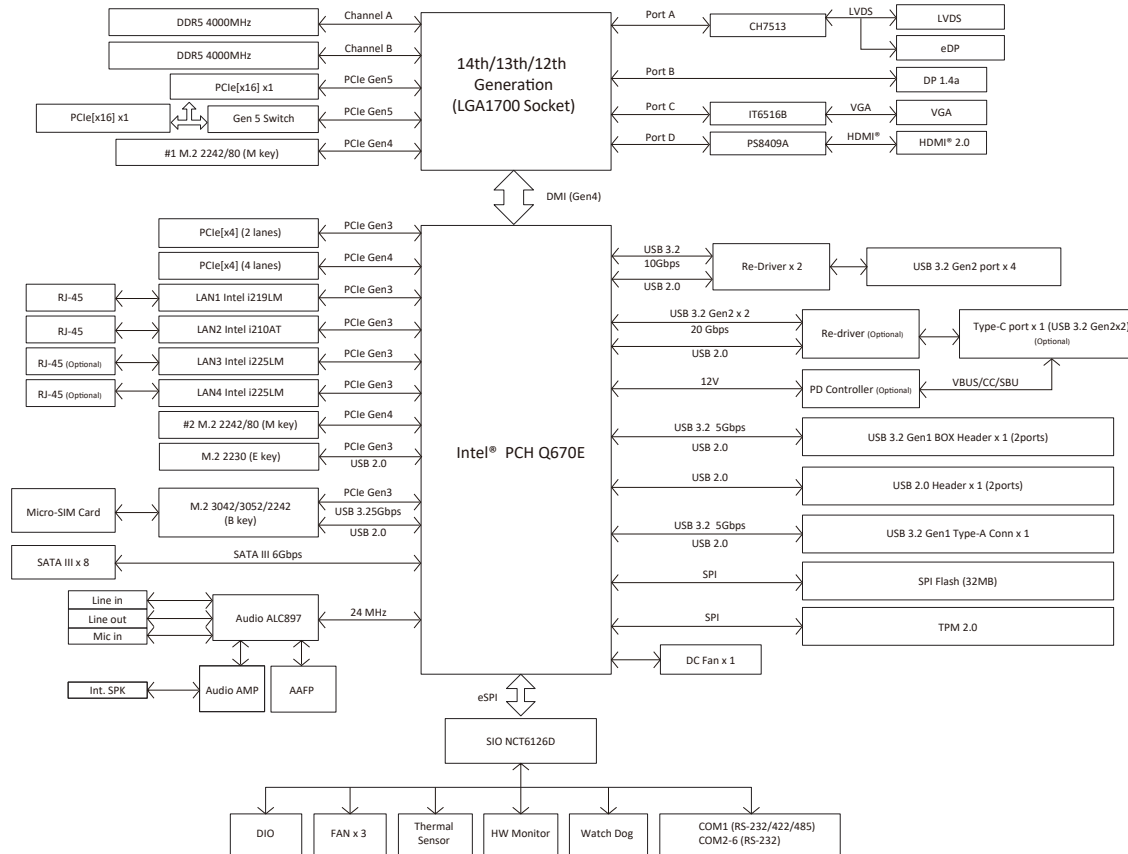 DDR5 4000MHz
Channel A
DDR5 4000MHz
Channel B
PCIe[x16] x1
PCIe Gen5
PCIe[x16] x1
Gen 5 Switch
PCIe Gen5
#1 M.2 2242/80 (M key)
PCIe Gen4
14th/13th/12th
Generation
(LGA1700 Socket)
Port A
CH7513
LVDS
LVDS
eDP
Port B
DP 1.4a
Port C
IT6516B
VGA
VGA
Port D
PS8409A
HDMI®
HDMI® 2.0
DMI (Gen4)
PCIe[x4] (2 lanes)
PCIe Gen3
PCIe[x4] (4 lanes)
PCIe Gen4
RJ-45
LAN1 Intel i219LM
PCIe Gen3
RJ-45
LAN2 Intel i210AT
PCIe Gen3
RJ-45 (Optional)
LAN3 Intel i225LM
PCIe Gen3
RJ-45 (Optional)
LAN4 Intel i225LM
PCIe Gen3
#2 M.2 2242/80 (M key)
PCIe Gen4
M.2 2230 (E key)
PCIe Gen3
USB 2.0
Micro-SIM Card
M.2 3042/3052/2242
(B key)
PCIe Gen3
USB 3.25Gbps
USB 2.0
SATA III x 8
SATA III 6Gbps
Line in
Line out
Mic in
Audio ALC897
24 MHz
Int. SPK
Audio AMP
AAFP
Intel® PCH Q670E
USB 3.2
10Gbps
USB 2.0
Re-Driver x 2
USB 3.2 Gen2 port x 4
USB 3.2 Gen2 x 2
20 Gbps
USB 2.0
Re-driver (Optional)
Type-C port x 1 (USB 3.2 Gen2x2)
(Optional)
12V
PD Controller (Optional)
VBUS/CC/SBU
USB 3.2 5Gbps
USB 2.0
USB 3.2 Gen1 BOX Header x 1 (2ports)
USB 2.0
USB 2.0 Header x 1 (2ports)
USB 3.2 5Gbps
USB 2.0
USB 3.2 Gen1 Type-A Conn x 1
SPI
SPI Flash (32MB)
SPI
TPM 2.0
DC Fan x 1
eSPI
SIO NCT6126D
DIO
FAN x 3
Thermal
Sensor
HW Monitor
Watch Dog
COM1 (RS-232/422/485)
COM2-6 (RS-232)